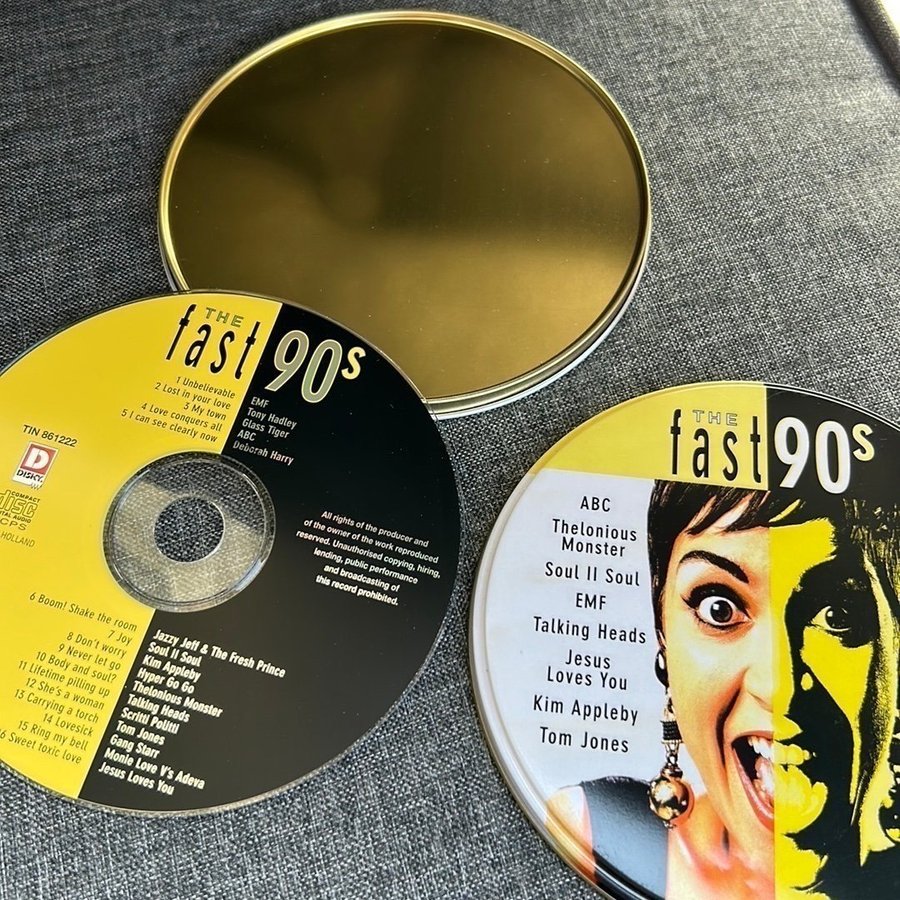 THE
fast 90s
1 Unbelievable
2 Lost in your love
3 My town
4 Love conquers all
5 I can see clearly now
EMF
Tony Hadley
Glass Tiger
ABC
Deborah Harry
TIN 861222
D
DISKY
COMPACT
disc
DIGITAL AUDIO
HOLLAND
All rights of the producer and
of the owner of the work reproduced
reserved. Unauthorised copying, hiring,
lending, public performance
and broadcasting of
this record prohibited.
6 Boom! Shake the room
7 Joy
8 Don't worry
9 Never let go
10 Body and soul?
11 Lifetime pilling up
12 She's a woman
13 Carrying a torch
14 Lovesick
15 Ring my bell
6 Sweet toxic love
Jazzy Jeff & The Fresh Prince
Soul II Soul
Kim Appleby
Hyper Go Go
Thelonious Monster
Talking Heads
Scritti Politti
Tom Jones
Gang Starr
Monie Love V's Adeva
Jesus Loves You
THE
fast 90s
ABC
Thelonious
Monster
Soul II Soul
EMF
Talking Heads
Jesus
Loves You
Kim Appleby
Tom Jones